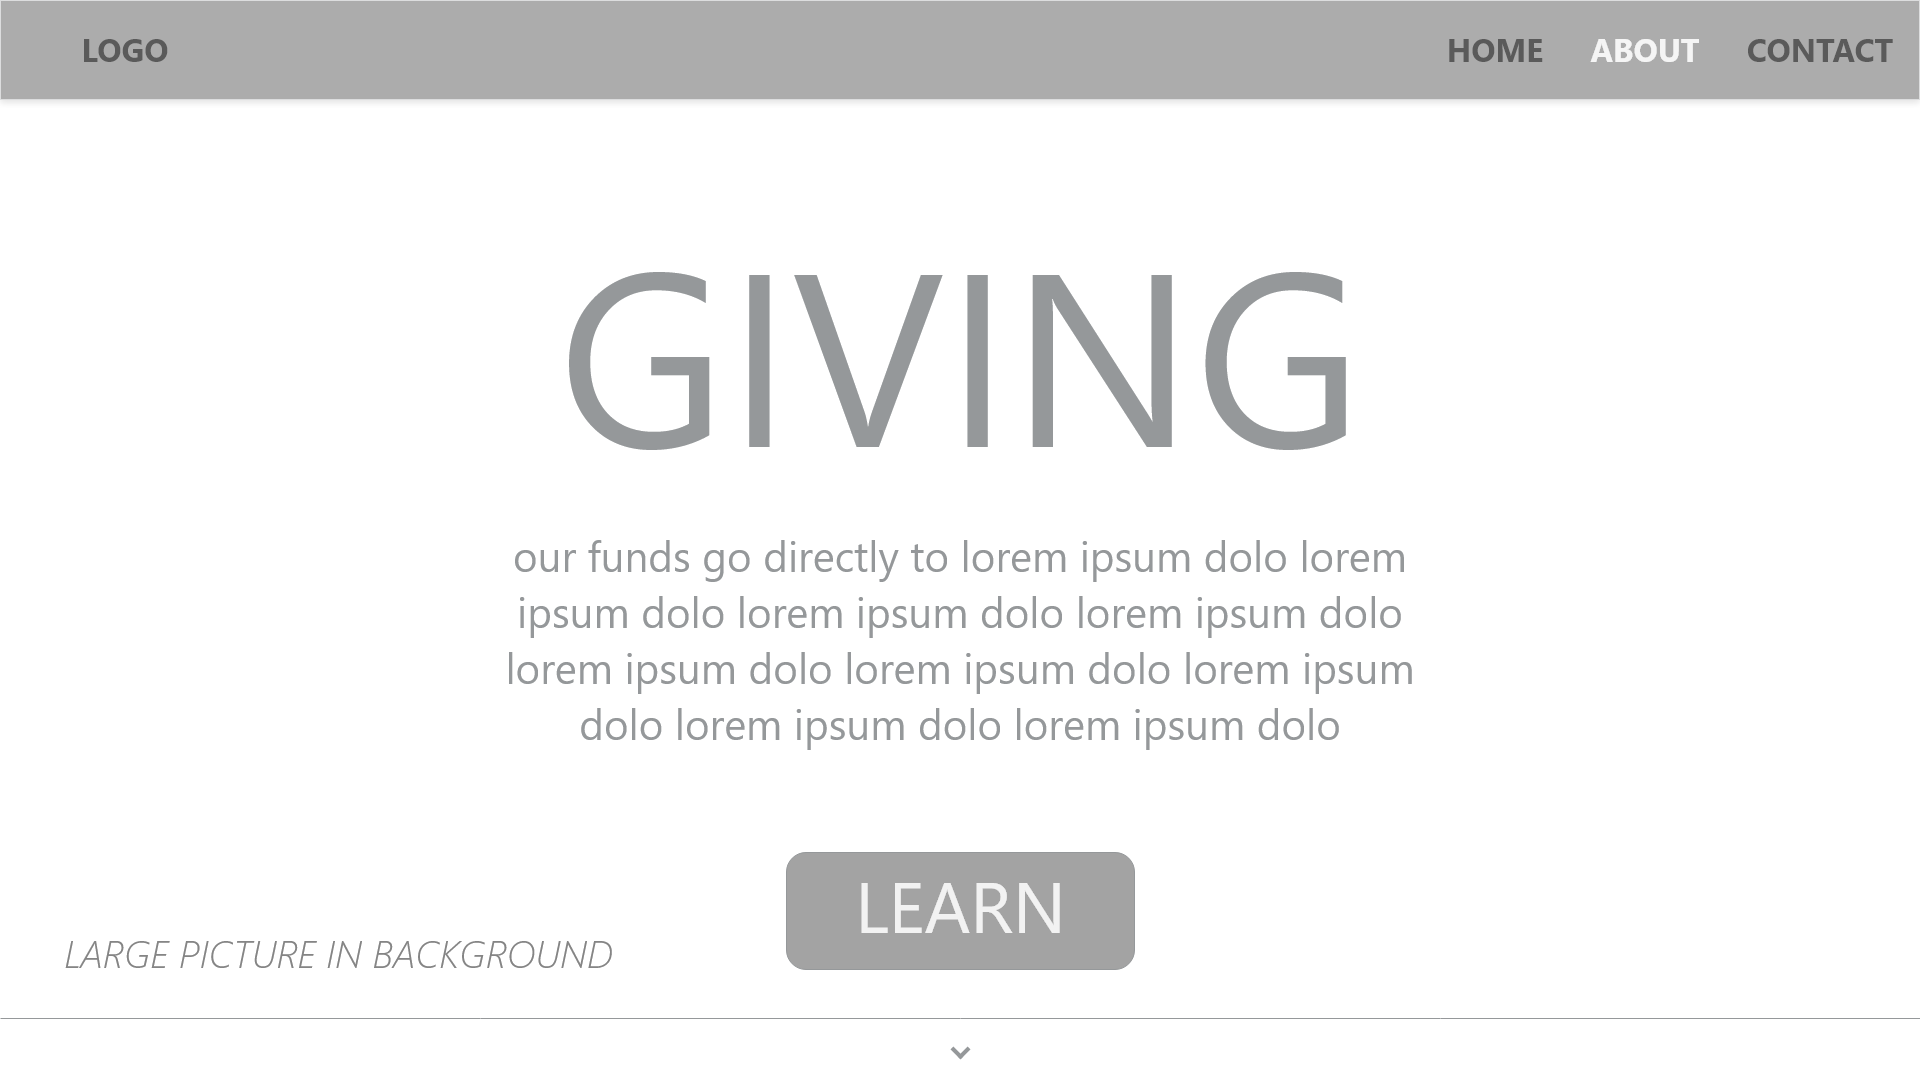 LOGO HOME ABOUT CONTACT
GIVING
our funds go directly to lorem ipsum dolo lorem
ipsum dolo lorem ipsum dolo lorem ipsum dolo
lorem ipsum dolo lorem ipsum dolo lorem ipsum
dolo lorem ipsum dolo lorem ipsum dolo
LEARN
LARGE PICTURE IN BACKGROUND